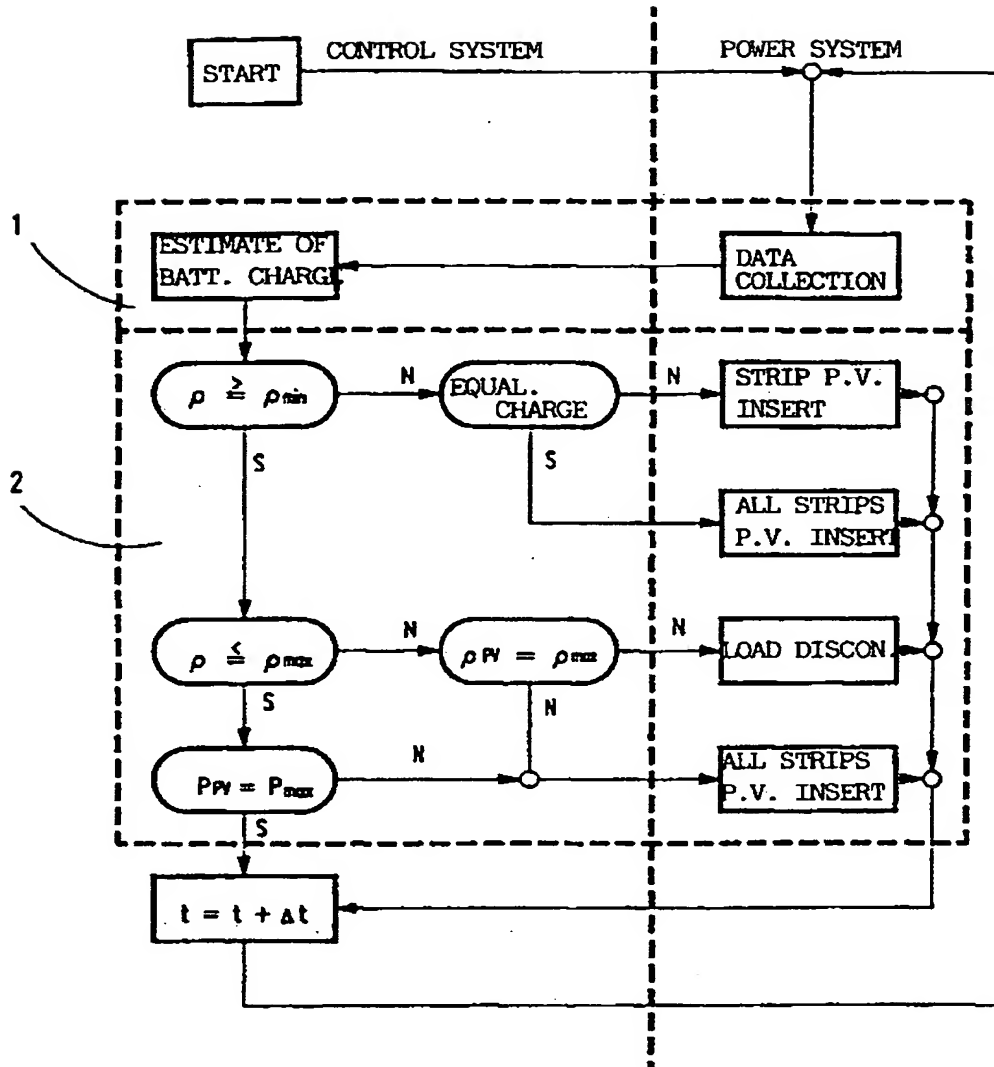 CONTROL SYSTEM
POWER SYSTEM
START
1
ESTIMATE OF
BATT. CHARGE
DATA
COLLECTION
ρ ≧ ρmin
N
EQUAL.
CHARGE
N
STRIP P.V.
INSERT
S
S
2
ALL STRIPS
P.V. INSERT
ρ ≦ ρmax
N
ρPV = ρmax
N
LOAD DISCON.
S
N
PPV = Pmax
N
ALL STRIPS
P.V. INSERT
S
t = t + Δt